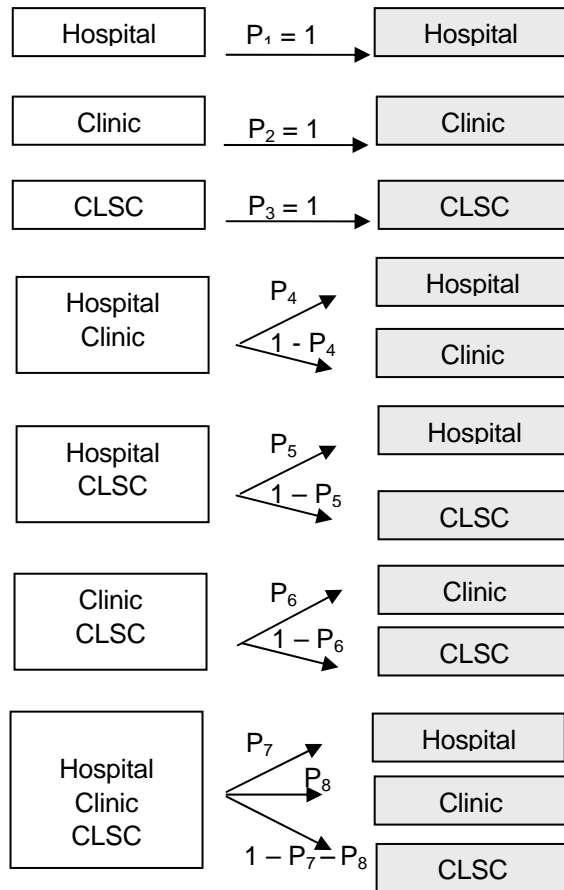 Hospital P₁ = 1 Hospital
Clinic P₂ = 1 Clinic
CLSC P₃ = 1 CLSC
Hospital
Clinic
P₄
1 - P₄
Hospital
Clinic
Hospital
CLSC
P₅
1 – P₅
Hospital
CLSC
Clinic
CLSC
P₆
1 – P₆
Clinic
CLSC
Hospital
Clinic
CLSC
P₇
P₈
1 – P₇ – P₈
Hospital
Clinic
CLSC